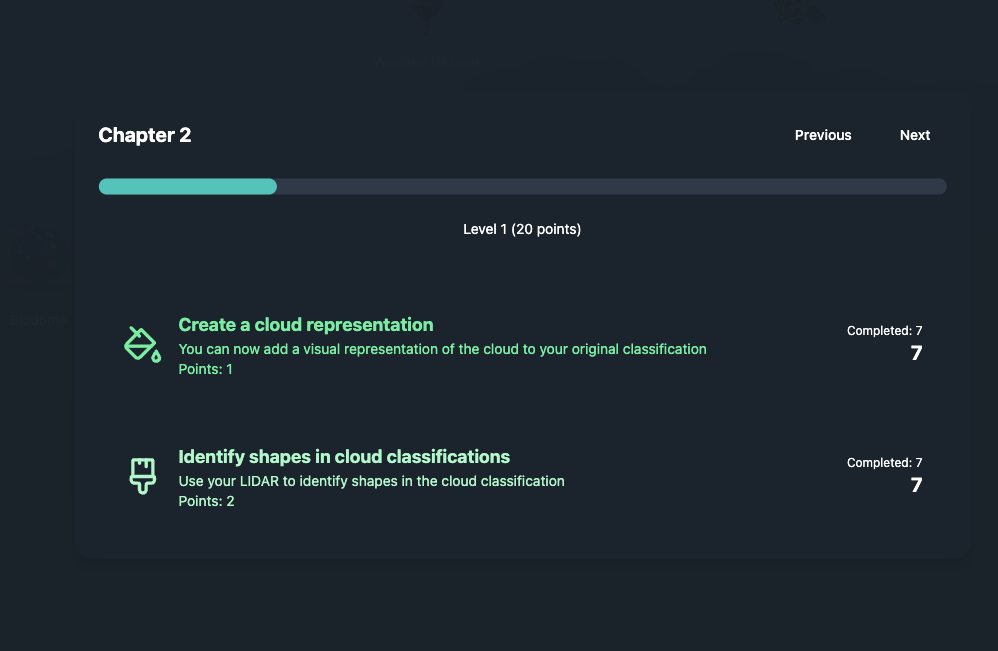 Chapter 2
Previous
Next
Level 1 (20 points)
Create a cloud representation
You can now add a visual representation of the cloud to your original classification
Points: 1
Completed: 7
7
Identify shapes in cloud classifications
Use your LIDAR to identify shapes in the cloud classification
Points: 2
Completed: 7
7